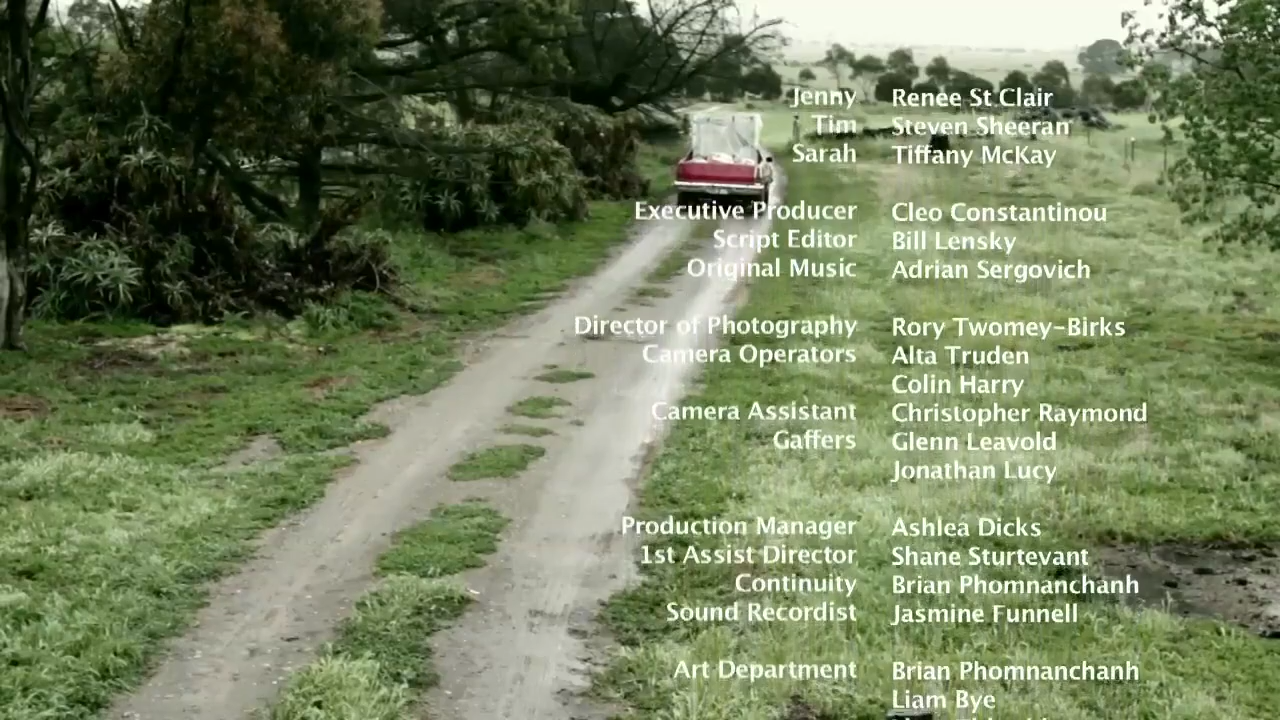 Jenny Renee St Clair
Tim Steven Sheeran
Sarah Tiffany McKay
Executive Producer Cleo Constantinou
Script Editor Bill Lensky
Original Music Adrian Sergovich
Director of Photography Rory Twomey-Birks
Camera Operators Alta Truden
Colin Harry
Camera Assistant Christopher Raymond
Gaffers Glenn Leavold
Jonathan Lucy
Production Manager Ashlea Dicks
1st Assist Director Shane Sturtevant
Continuity Brian Phomnanchanh
Sound Recordist Jasmine Funnell
Art Department Brian Phomnanchanh
Liam Bye